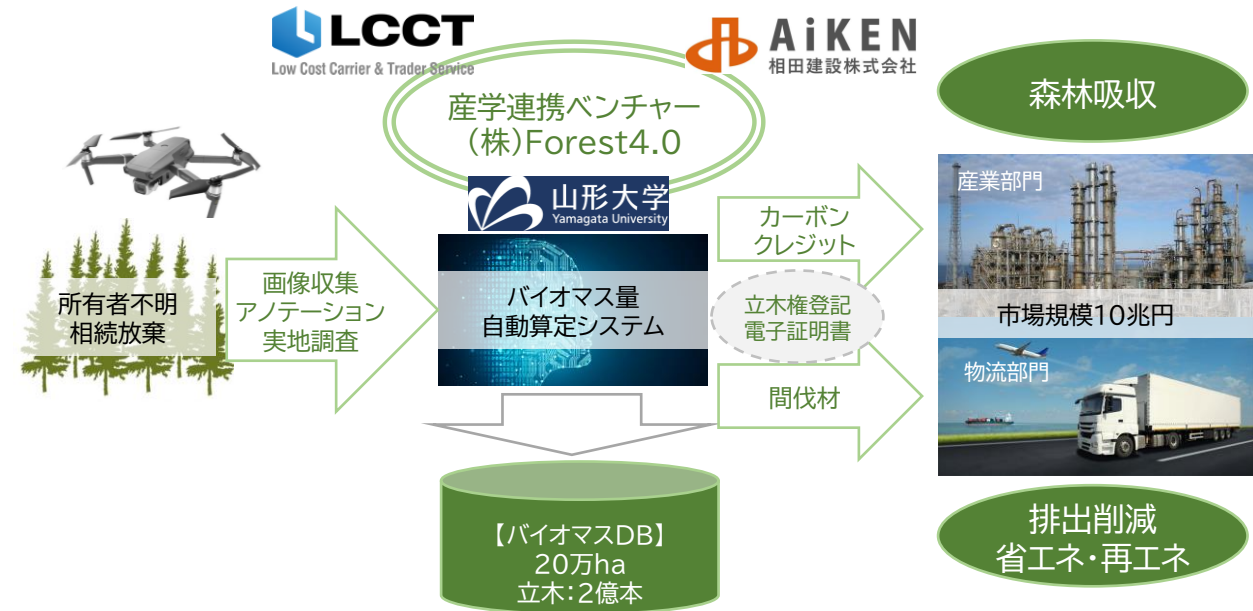 LCCT
Low Cost Carrier & Trader Service
AiKEN
相田建設株式会社
産学連携ベンチャー
(株)Forest4.0
山形大学
Yamagata University
所有者不明
相続放棄
画像収集
アノテーション
実地調査
バイオマス量
自動算定システム
カーボン
クレジット
立木権登記
電子証明書
間伐材
【バイオマスDB】
20万ha
立木：2億本
森林吸収
産業部門
市場規模10兆円
物流部門
排出削減
省エネ・再エネ